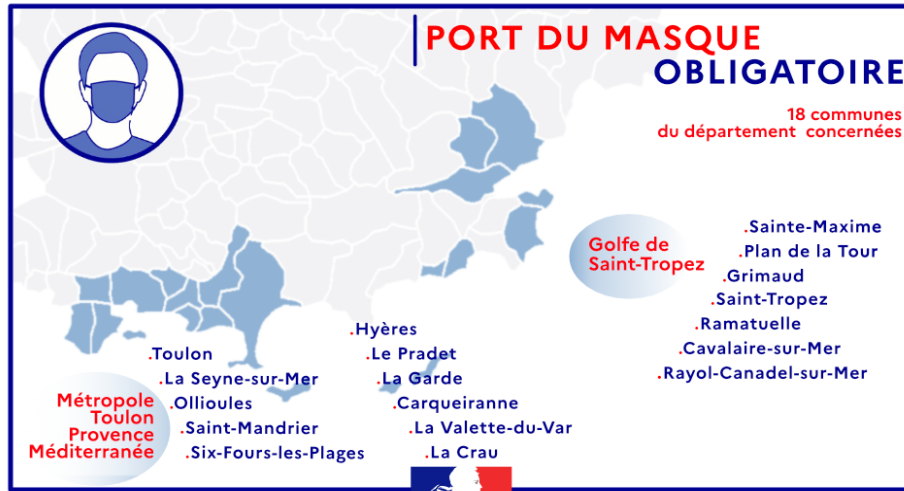 PORT DU MASQUE
OBLIGATOIRE
18 communes
du département concernées
Golfe de
Saint-Tropez
.Sainte-Maxime
.Plan de la Tour
.Grimaud
.Saint-Tropez
.Ramatuelle
.Cavalaire-sur-Mer
.Rayol-Canadel-sur-Mer
Métropole
Toulon
Provence
Méditerranée
.Toulon
.La Seyne-sur-Mer
.Ollioules
.Saint-Mandrier
.Six-Fours-les-Plages
.Hyères
.Le Pradet
.La Garde
.Carqueiranne
.La Valette-du-Var
.La Crau